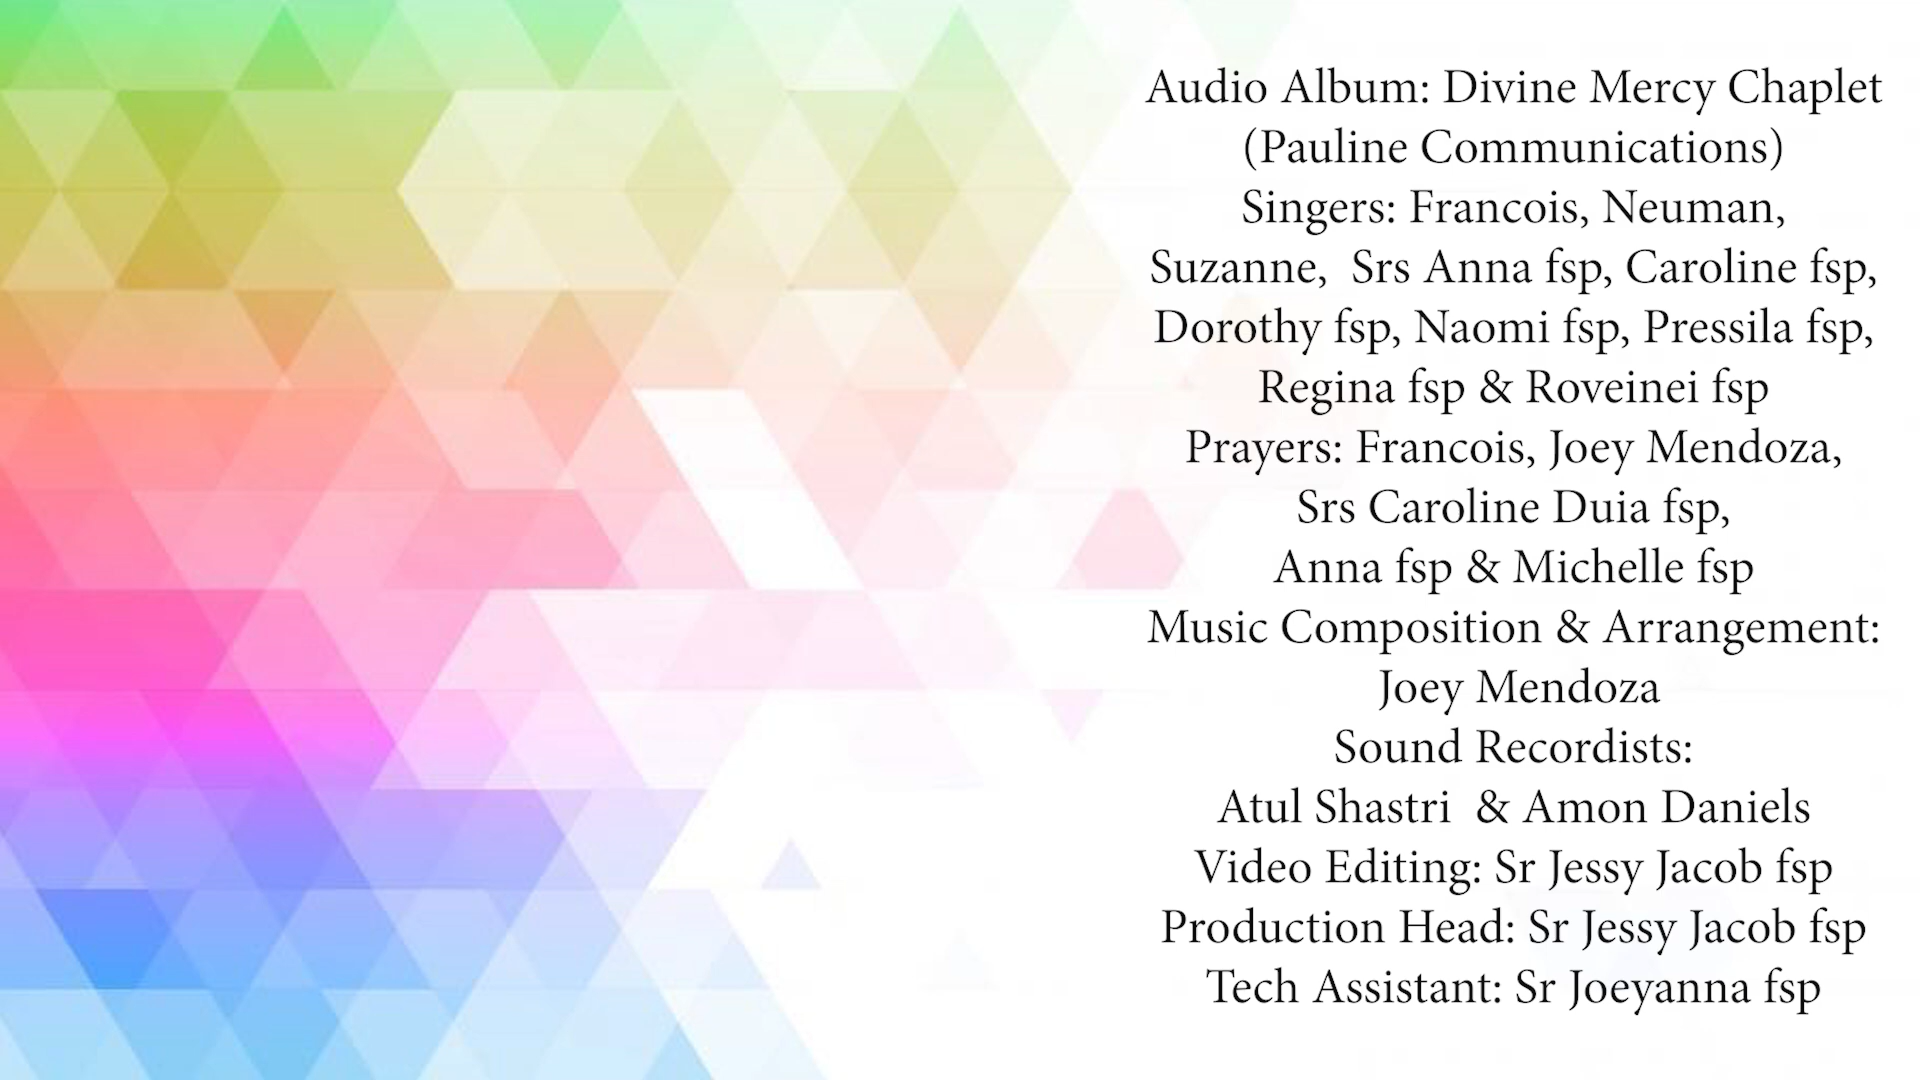 Audio Album: Divine Mercy Chaplet
(Pauline Communications)
Singers: Francois, Neuman,
Suzanne,  Srs Anna fsp, Caroline fsp,
Dorothy fsp, Naomi fsp, Pressila fsp,
Regina fsp & Roveinei fsp
Prayers: Francois, Joey Mendoza,
Srs Caroline Duia fsp,
Anna fsp & Michelle fsp
Music Composition & Arrangement:
Joey Mendoza
Sound Recordists:
Atul Shastri  & Amon Daniels
Video Editing: Sr Jessy Jacob fsp
Production Head: Sr Jessy Jacob fsp
Tech Assistant: Sr Joeyanna fsp